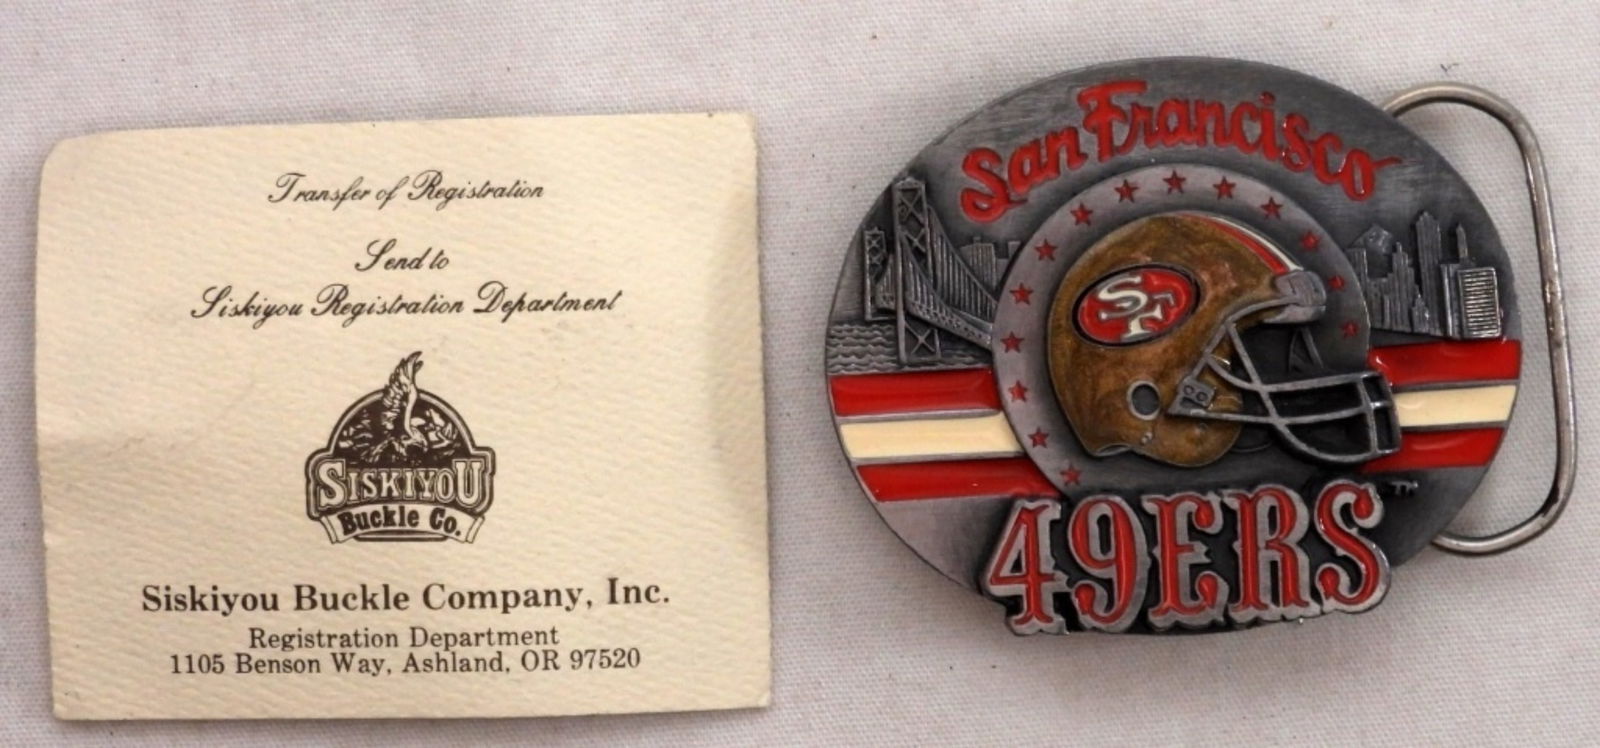 Transfer of Registration
Send to
Siskiyou Registration Department
SISKIYOU
Buckle Co.
Siskiyou Buckle Company, Inc.
Registration Department
1105 Benson Way, Ashland, OR 97520
San Francisco
SF
49ERS
TM